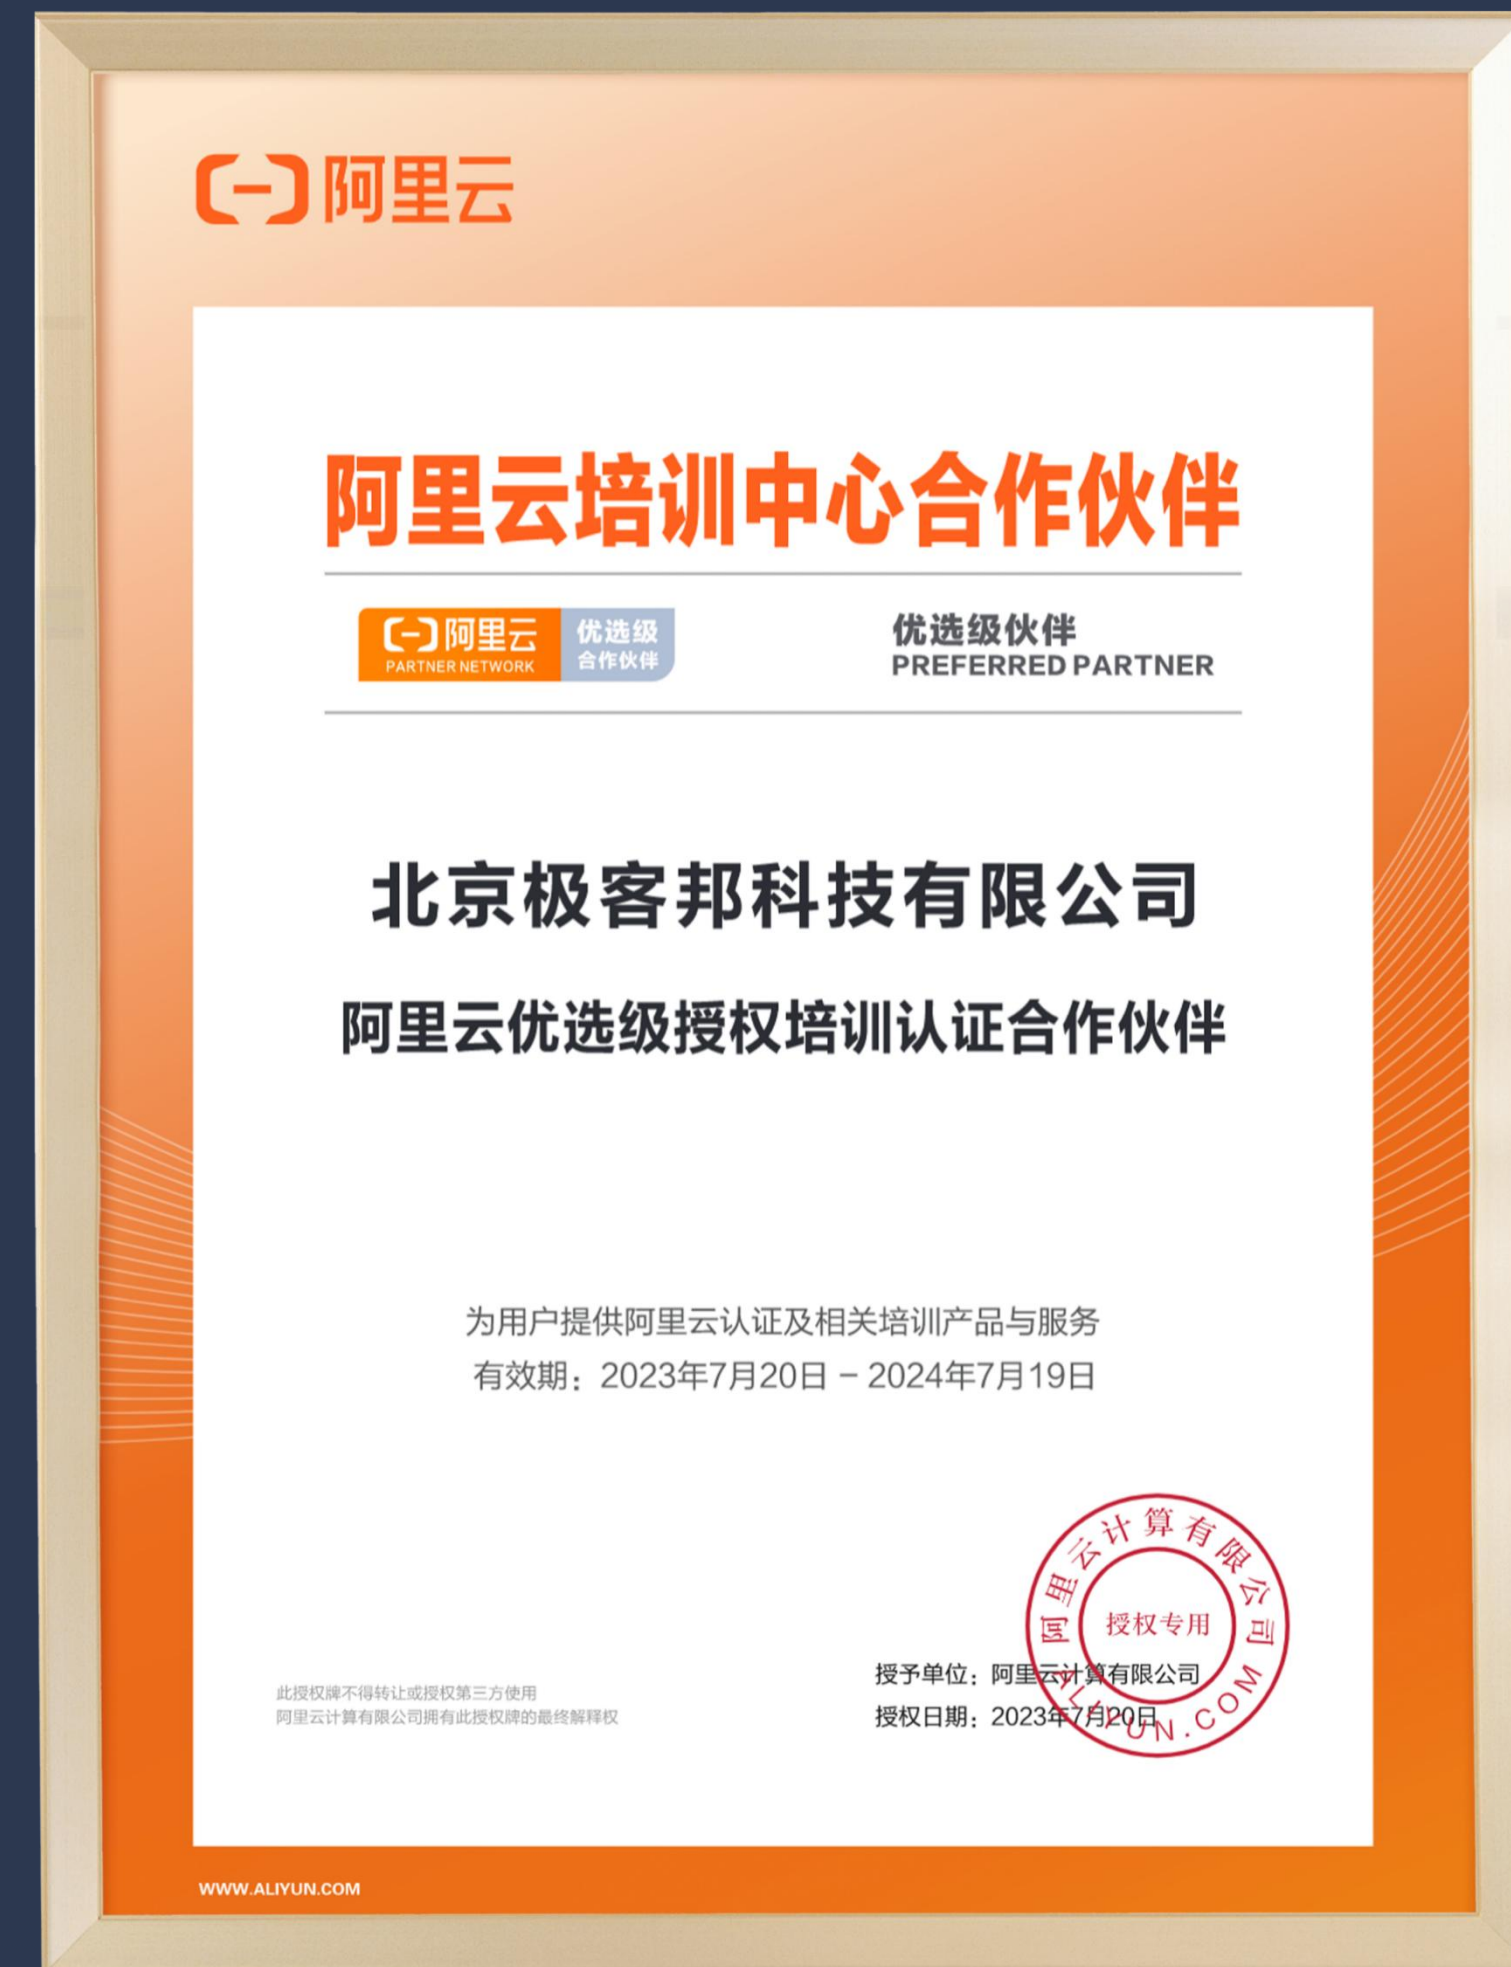 阿里云
阿里云培训中心合作伙伴
阿里云
PARTNER NETWORK
优选级
合作伙伴
优选级伙伴
PREFERRED PARTNER
北京极客邦科技有限公司
阿里云优选级授权培训认证合作伙伴
为用户提供阿里云认证及相关培训产品与服务
有效期：2023年7月20日 – 2024年7月19日
阿里云计算有限公司
授权专用
ALIYUN.COM
授予单位：阿里云计算有限公司
授权日期：2023年7月20日
此授权牌不得转让或授权第三方使用
阿里云计算有限公司拥有此授权牌的最终解释权
WWW.ALIYUN.COM